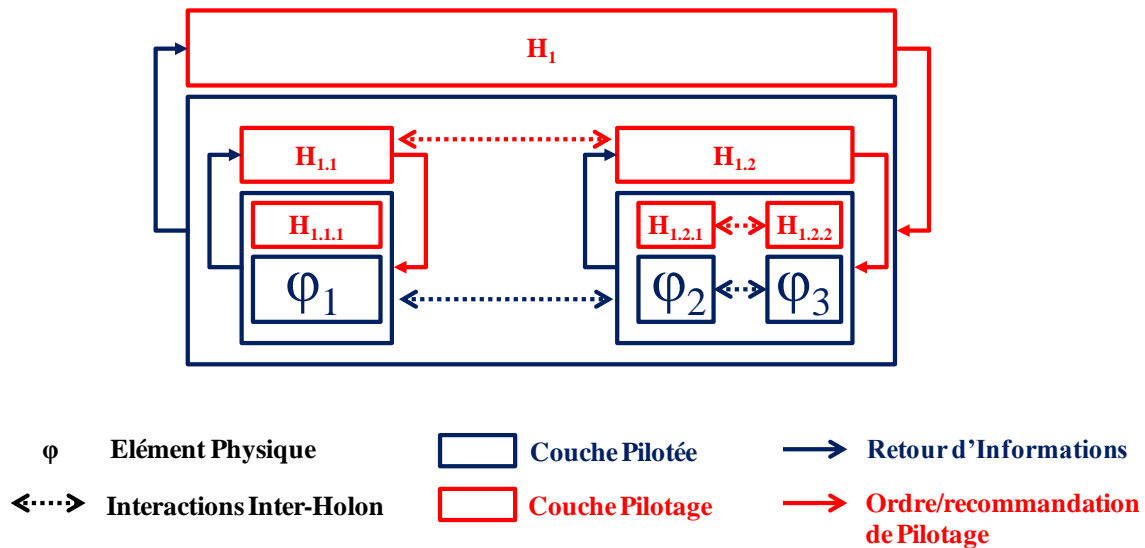 H1
H1.1
H1.2
H1.1.1
H1.2.1
H1.2.2
φ1
φ2
φ3
φ Elément Physique
Couche Pilotée
Retour d’Informations
Interactions Inter-Holon
Couche Pilotage
Ordre/recommandation
de Pilotage